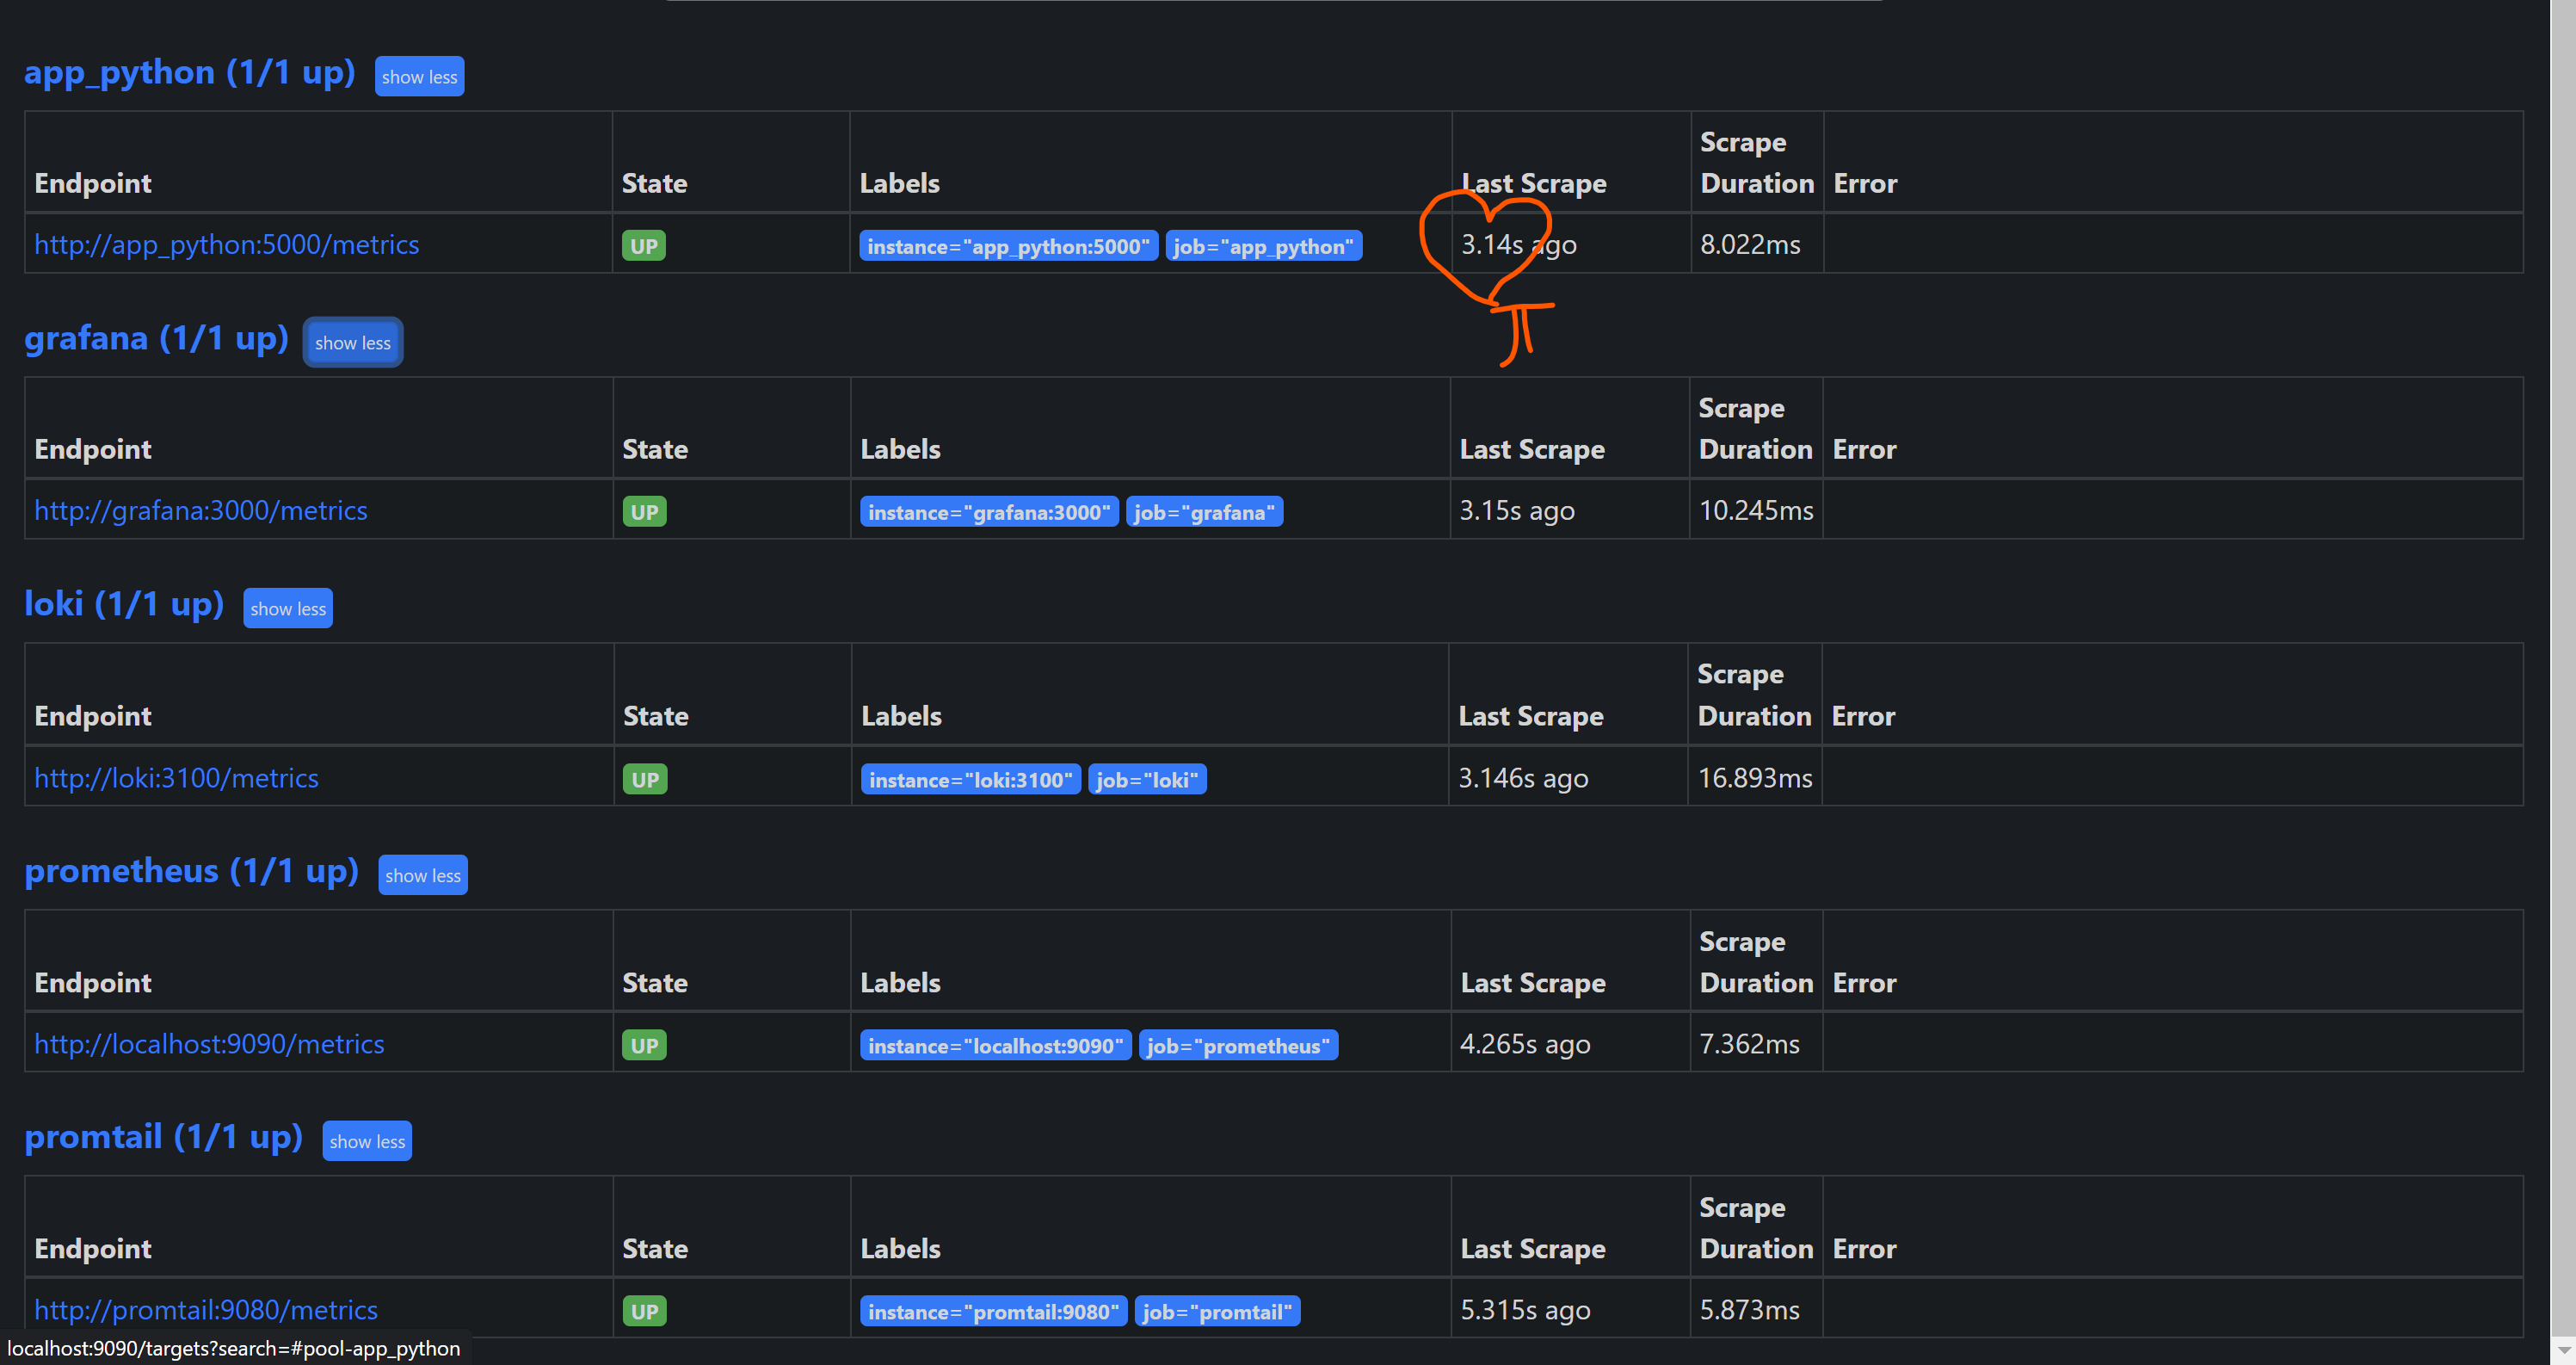 app_python (1/1 up) show less
Endpoint State Labels Last Scrape Scrape Duration Error
http://app_python:5000/metrics UP instance="app_python:5000" job="app_python" 3.14s ago 8.022ms
π
grafana (1/1 up) show less
Endpoint State Labels Last Scrape Scrape Duration Error
http://grafana:3000/metrics UP instance="grafana:3000" job="grafana" 3.15s ago 10.245ms
loki (1/1 up) show less
Endpoint State Labels Last Scrape Scrape Duration Error
http://loki:3100/metrics UP instance="loki:3100" job="loki" 3.146s ago 16.893ms
prometheus (1/1 up) show less
Endpoint State Labels Last Scrape Scrape Duration Error
http://localhost:9090/metrics UP instance="localhost:9090" job="prometheus" 4.265s ago 7.362ms
promtail (1/1 up) show less
Endpoint State Labels Last Scrape Scrape Duration Error
http://promtail:9080/metrics UP instance="promtail:9080" job="promtail" 5.315s ago 5.873ms
localhost:9090/targets?search=#pool-app_python